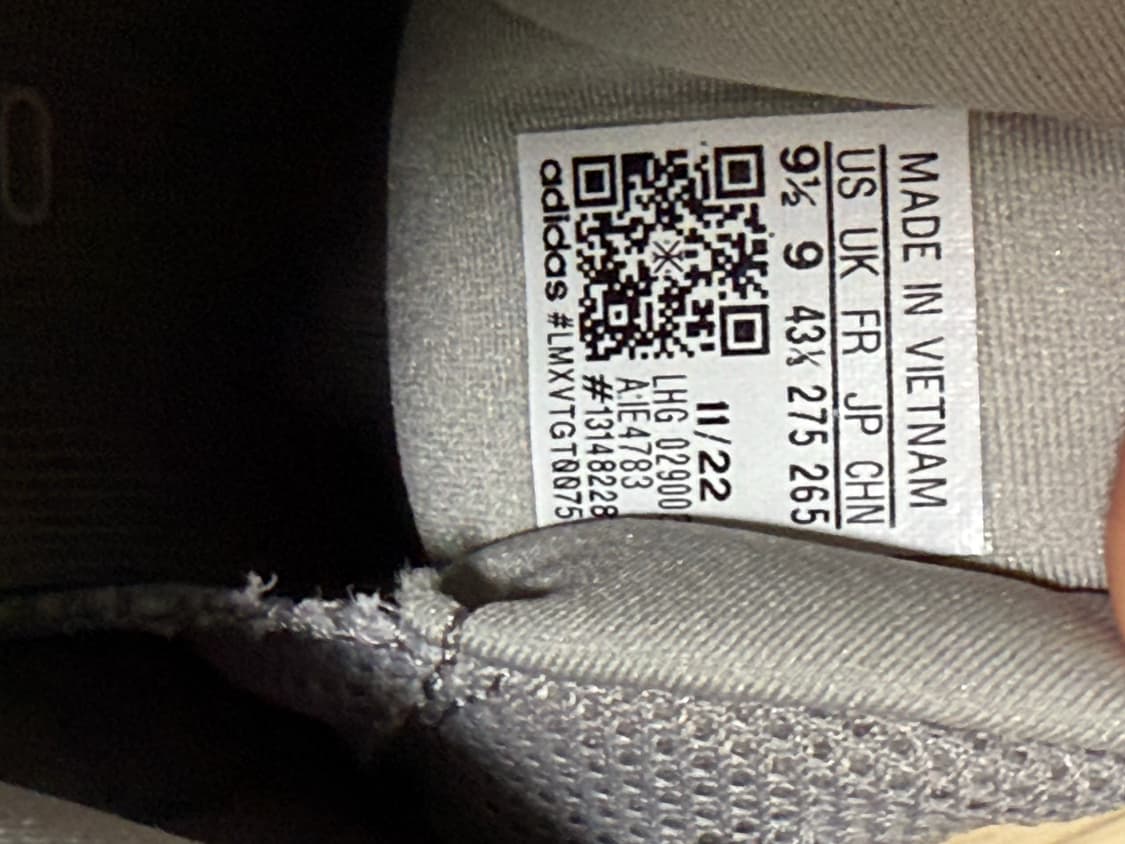 MADE IN VIETNAM
US UK FR JP CHN
9½ 9 43⅓ 275 265
11/22
LHG 02900
A:IE4783
#13148228
adidas #LMXVTGT0075